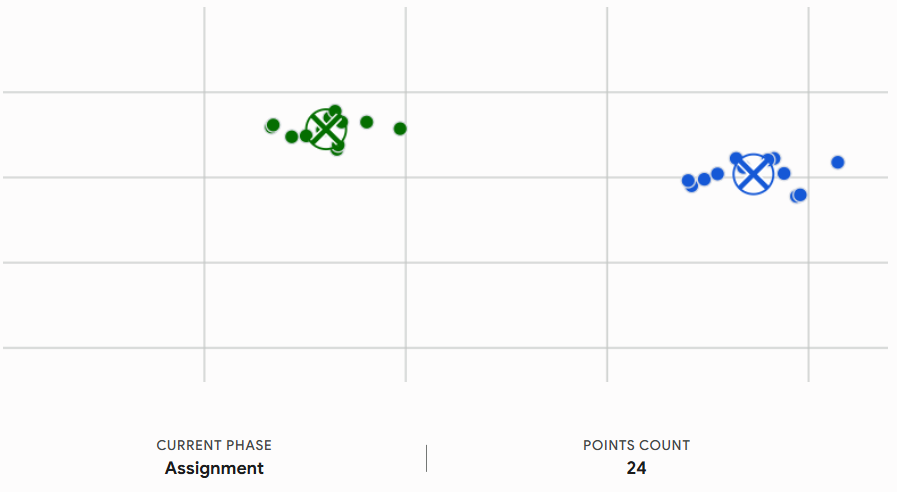 CURRENT PHASE
Assignment
POINTS COUNT
24